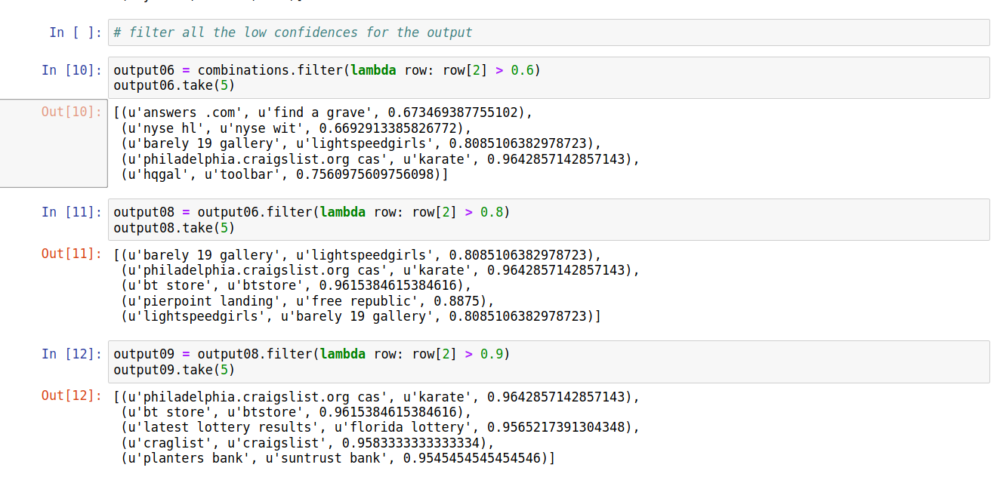 In [ ]: # filter all the low confidences for the output
In [10]: output06 = combinations.filter(lambda row: row[2] > 0.6)
output06.take(5)
Out[10]: [(u'answers .com', u'find a grave', 0.673469387755102),
(u'nyse hl', u'nyse wit', 0.6692913385826772),
(u'barely 19 gallery', u'lightspeedgirls', 0.8085106382978723),
(u'philadelphia.craigslist.org cas', u'karate', 0.9642857142857143),
(u'hqgal', u'toolbar', 0.7560975609756098)]
In [11]: output08 = output06.filter(lambda row: row[2] > 0.8)
output08.take(5)
Out[11]: [(u'barely 19 gallery', u'lightspeedgirls', 0.8085106382978723),
(u'philadelphia.craigslist.org cas', u'karate', 0.9642857142857143),
(u'bt store', u'btstore', 0.9615384615384616),
(u'pierpoint landing', u'free republic', 0.8875),
(u'lightspeedgirls', u'barely 19 gallery', 0.8085106382978723)]
In [12]: output09 = output08.filter(lambda row: row[2] > 0.9)
output09.take(5)
Out[12]: [(u'philadelphia.craigslist.org cas', u'karate', 0.9642857142857143),
(u'bt store', u'btstore', 0.9615384615384616),
(u'latest lottery results', u'florida lottery', 0.9565217391304348),
(u'craglist', u'craigslist', 0.9583333333333334),
(u'planters bank', u'suntrust bank', 0.9545454545454546)]